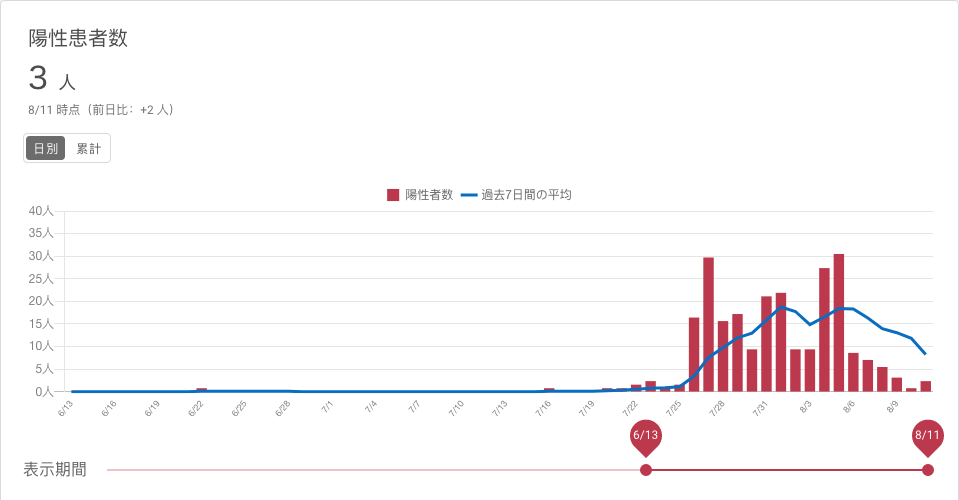 陽性患者数
3 人
8/11 時点（前日比：+2 人）
日別 累計
陽性者数 過去7日間の平均
40人
35人
30人
25人
20人
15人
10人
5人
0人
6/13 6/16 6/19 6/22 6/25 6/28 7/1 7/4 7/7 7/10 7/13 7/16 7/19 7/22 7/25 7/28 7/31 8/3 8/6 8/9
6/13 8/11
表示期間